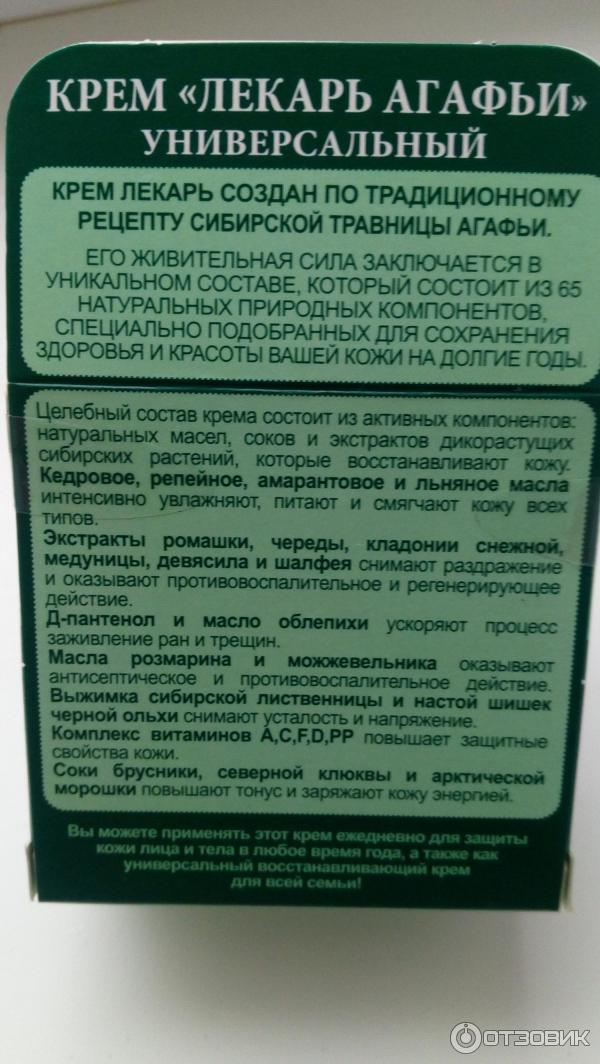 КРЕМ «ЛЕКАРЬ АГАФЬИ»
УНИВЕРСАЛЬНЫЙ
КРЕМ ЛЕКАРЬ СОЗДАН ПО ТРАДИЦИОННОМУ
РЕЦЕПТУ СИБИРСКОЙ ТРАВНИЦЫ АГАФЬИ.
ЕГО ЖИВИТЕЛЬНАЯ СИЛА ЗАКЛЮЧАЕТСЯ В
УНИКАЛЬНОМ СОСТАВЕ, КОТОРЫЙ СОСТОИТ ИЗ 65
НАТУРАЛЬНЫХ ПРИРОДНЫХ КОМПОНЕНТОВ,
СПЕЦИАЛЬНО ПОДОБРАННЫХ ДЛЯ СОХРАНЕНИЯ
ЗДОРОВЬЯ И КРАСОТЫ ВАШЕЙ КОЖИ НА ДОЛГИЕ ГОДЫ.
Целебный состав крема состоит из активных компонентов:
натуральных масел, соков и экстрактов дикорастущих
сибирских растений, которые восстанавливают кожу.
Кедровое, репейное, амарантовое и льняное масла
интенсивно увлажняют, питают и смягчают кожу всех
типов.
Экстракты ромашки, череды, кладонии снежной,
медуницы, девясила и шалфея снимают раздражение
и оказывают противовоспалительное и регенерирующее
действие.
Д-пантенол и масло облепихи ускоряют процесс
заживление ран и трещин.
Масла розмарина и можжевельника оказывают
антисептическое и противовоспалительное действие.
Выжимка сибирской лиственницы и настой шишек
черной ольхи снимают усталость и напряжение.
Комплекс витаминов A,C,F,D,PP повышает защитные
свойства кожи.
Соки брусники, северной клюквы и арктической
морошки повышают тонус и заряжают кожу энергией.
Вы можете применять этот крем ежедневно для защиты
кожи лица и тела в любое время года, а также как
универсальный восстанавливающий крем
для всей семьи!
ОТЗОВИК